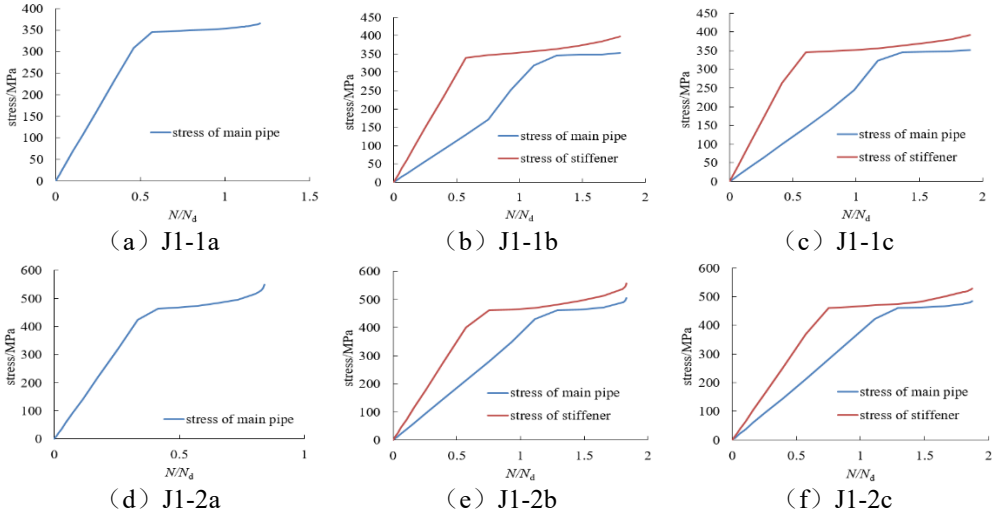 stress/MPa
400
350
300
250
200
150
100
50
0
0
0.5
1
1.5
stress of main pipe
N/Nd
（a）J1-1a
stress/MPa
450
400
350
300
250
200
150
100
50
0
0
0.5
1
1.5
2
stress of main pipe
stress of stiffener
N/Nd
（b）J1-1b
stress/MPa
450
400
350
300
250
200
150
100
50
0
0
0.5
1
1.5
2
stress of main pipe
stress of stiffener
N/Nd
（c）J1-1c
stress/MPa
600
500
400
300
200
100
0
0
0.5
1
stress of main pipe
N/Nd
（d）J1-2a
stress/MPa
600
500
400
300
200
100
0
0
0.5
1
1.5
2
stress of main pipe
stress of stiffener
N/Nd
（e）J1-2b
stress/MPa
600
500
400
300
200
100
0
0
0.5
1
1.5
2
stress of main pipe
stress of stiffener
N/Nd
（f）J1-2c